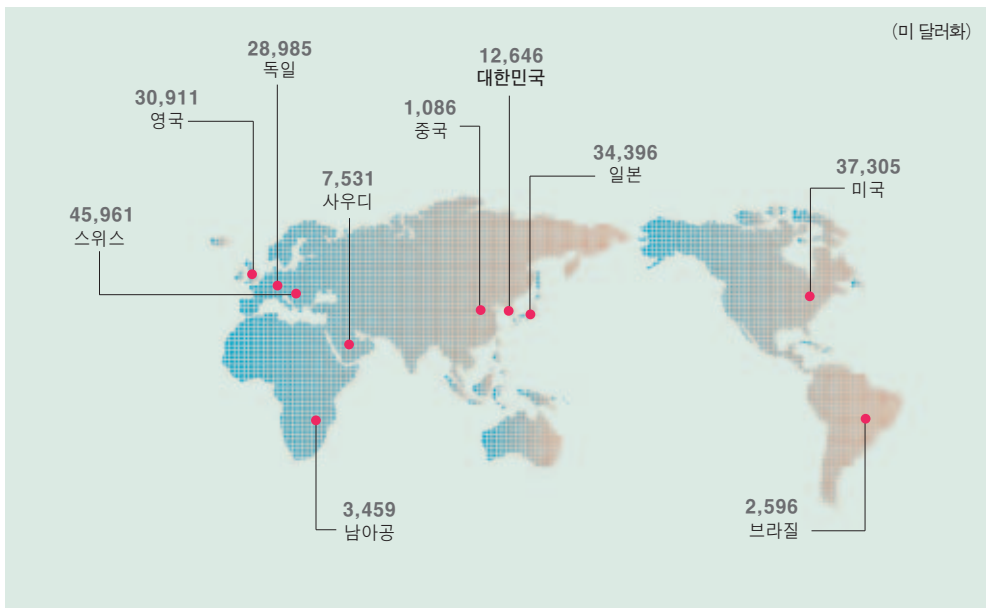 (미 달러화)
28,985
독일
12,646
대한민국
30,911
영국
1,086
중국
34,396
일본
37,305
미국
7,531
사우디
45,961
스위스
3,459
남아공
2,596
브라질